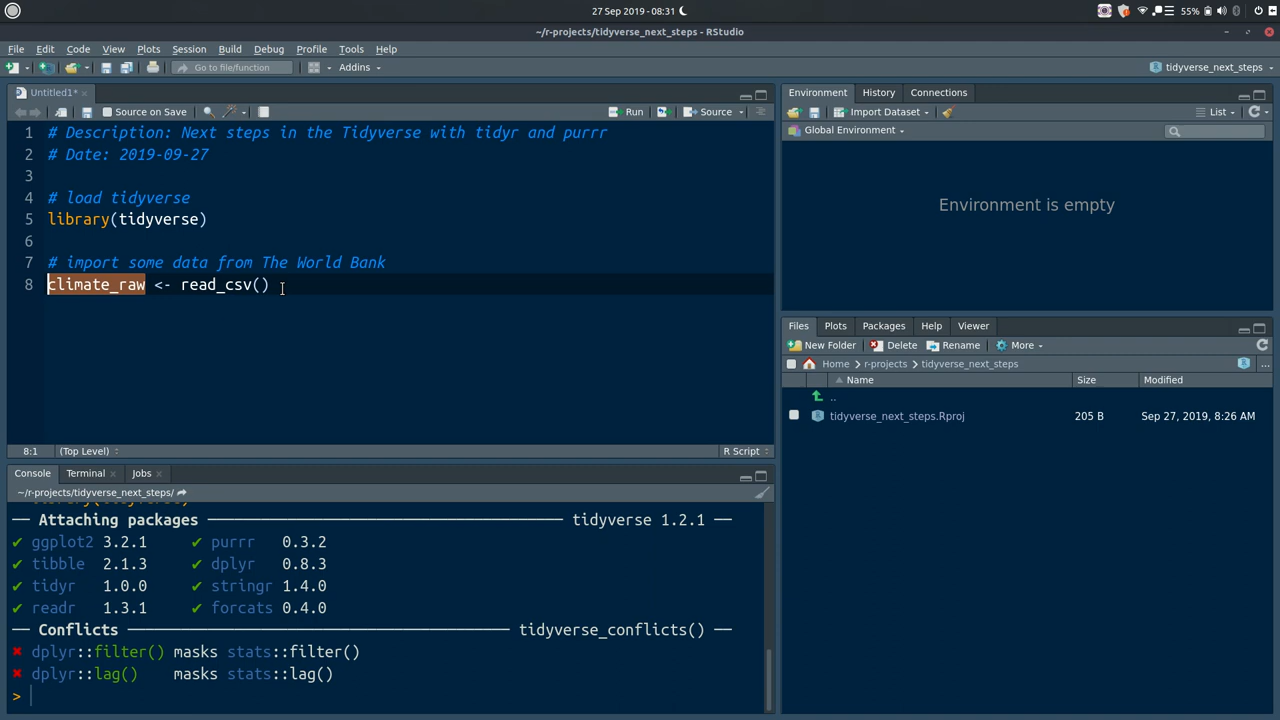 27 Sep 2019 - 08:31
55%
~/r-projects/tidyverse_next_steps - RStudio
File Edit Code View Plots Session Build Debug Profile Tools Help
Go to file/function Addins tidyverse_next_steps
Untitled1*
Source on Save Run Source
1 # Description: Next steps in the Tidyverse with tidyr and purrr
2 # Date: 2019-09-27
3
4 # load tidyverse
5 library(tidyverse)
6
7 # import some data from The World Bank
8 climate_raw <- read_csv()
8:1 (Top Level) R Script
Console Terminal Jobs
~/r-projects/tidyverse_next_steps/
── Attaching packages ── tidyverse 1.2.1 ──
✔ ggplot2 3.2.1 ✔ purrr 0.3.2
✔ tibble 2.1.3 ✔ dplyr 0.8.3
✔ tidyr 1.0.0 ✔ stringr 1.4.0
✔ readr 1.3.1 ✔ forcats 0.4.0
── Conflicts ── tidyverse_conflicts() ──
✖ dplyr::filter() masks stats::filter()
✖ dplyr::lag() masks stats::lag()
>
Environment History Connections
Import Dataset List
Global Environment
Environment is empty
Files Plots Packages Help Viewer
New Folder Delete Rename More
Home r-projects tidyverse_next_steps ...
Name Size Modified
..
tidyverse_next_steps.Rproj 205 B Sep 27, 2019, 8:26 AM